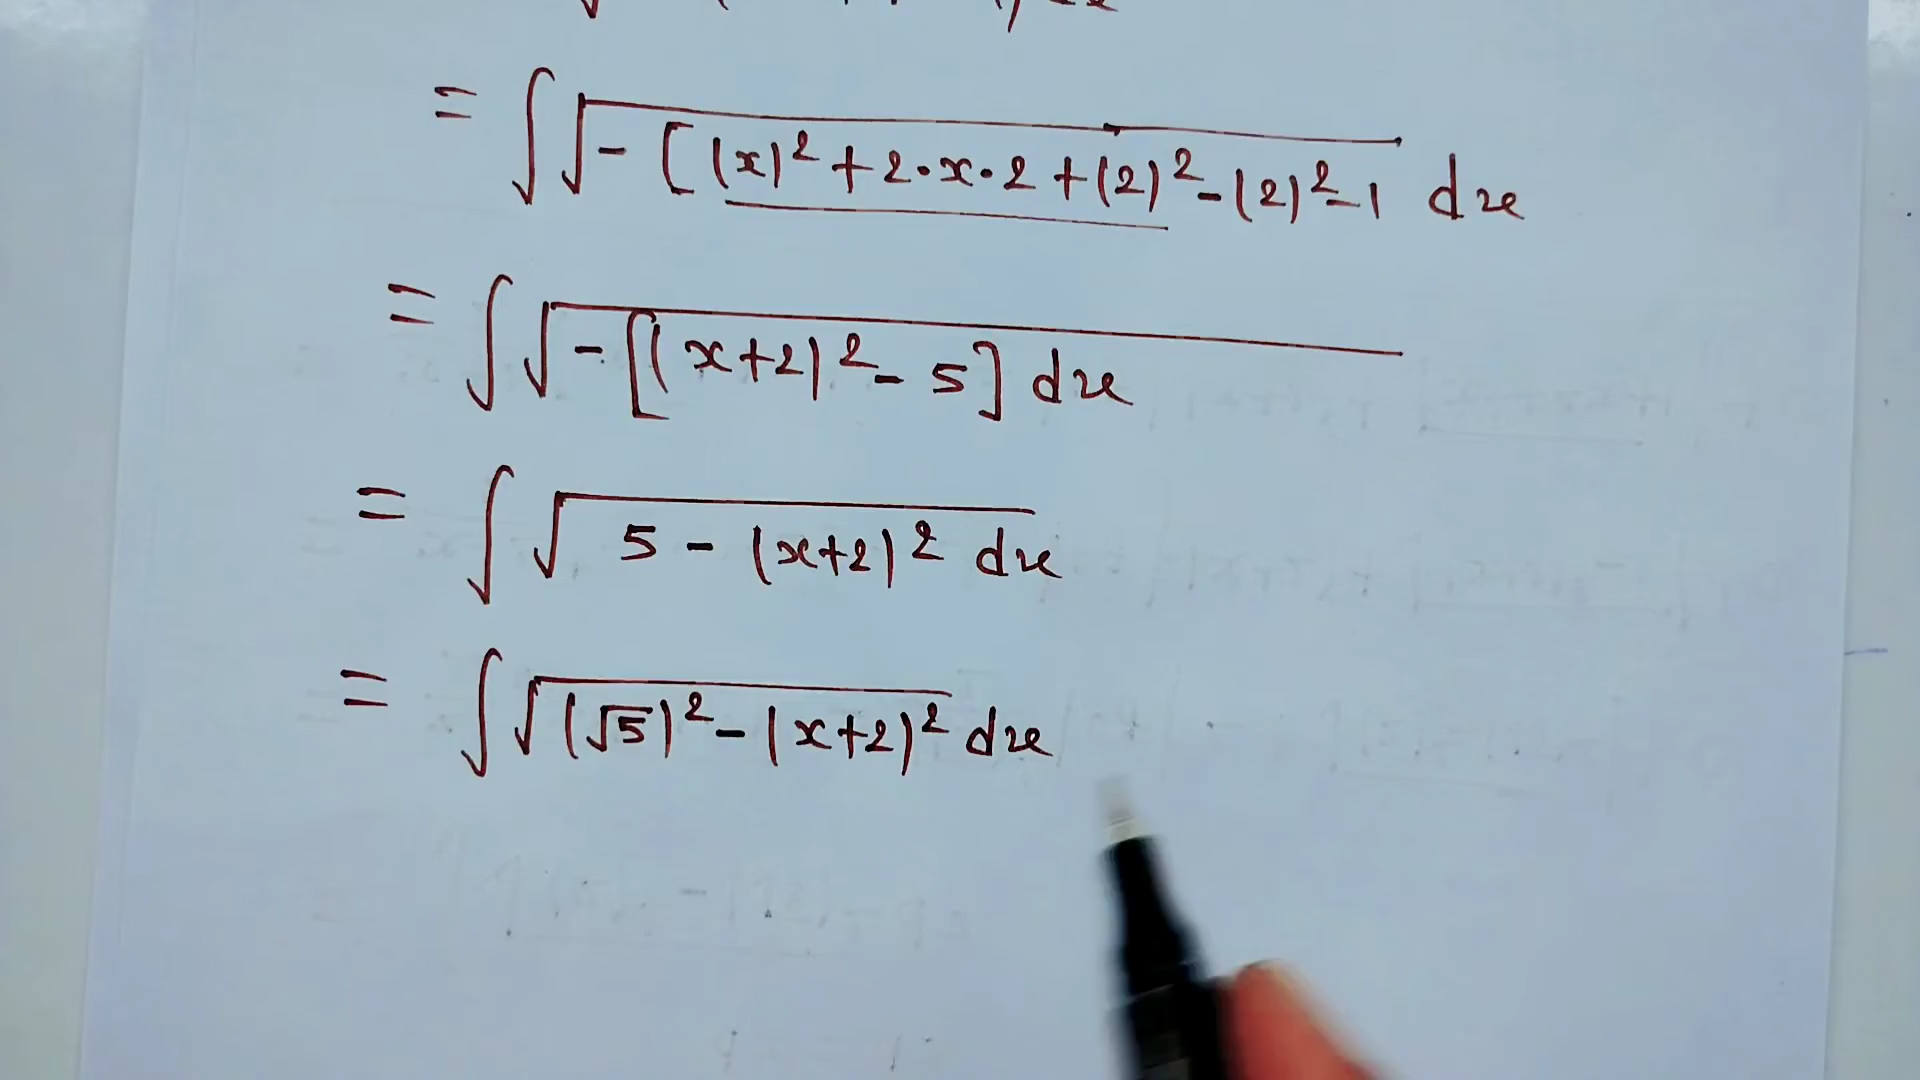 = ∫√-[(x)² + 2·x·2 + (2)² - (2)² - 1 dx
= ∫√-[(x+2)² - 5] dx
= ∫√5 - (x+2)² dx
= ∫√(√5)² - (x+2)² dx